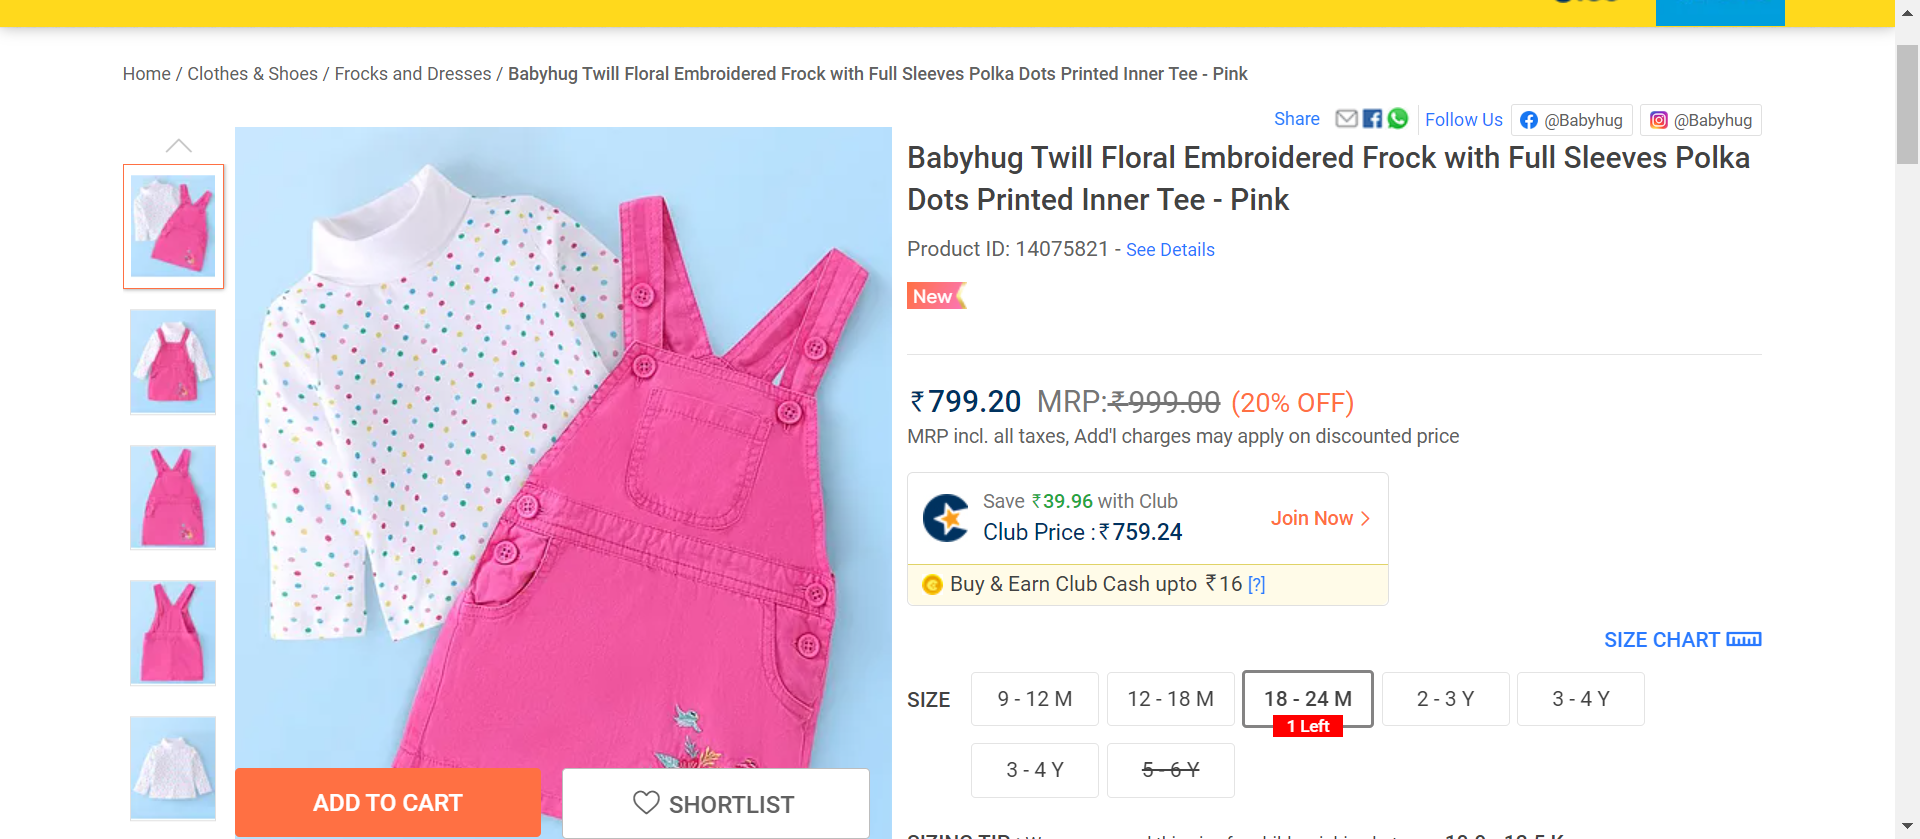 Home / Clothes & Shoes / Frocks and Dresses / Babyhug Twill Floral Embroidered Frock with Full Sleeves Polka Dots Printed Inner Tee - Pink
Share Follow Us @Babyhug @Babyhug
Babyhug Twill Floral Embroidered Frock with Full Sleeves Polka
Dots Printed Inner Tee - Pink
Product ID: 14075821 - See Details
New
₹799.20 MRP:₹999.00 (20% OFF)
MRP incl. all taxes, Add'l charges may apply on discounted price
Save ₹39.96 with Club
Club Price :₹759.24
Join Now >
Buy & Earn Club Cash upto ₹16 [?]
SIZE CHART
SIZE 9 - 12 M 12 - 18 M 18 - 24 M 2 - 3 Y 3 - 4 Y
1 Left
3 - 4 Y 5 - 6 Y
ADD TO CART SHORTLIST